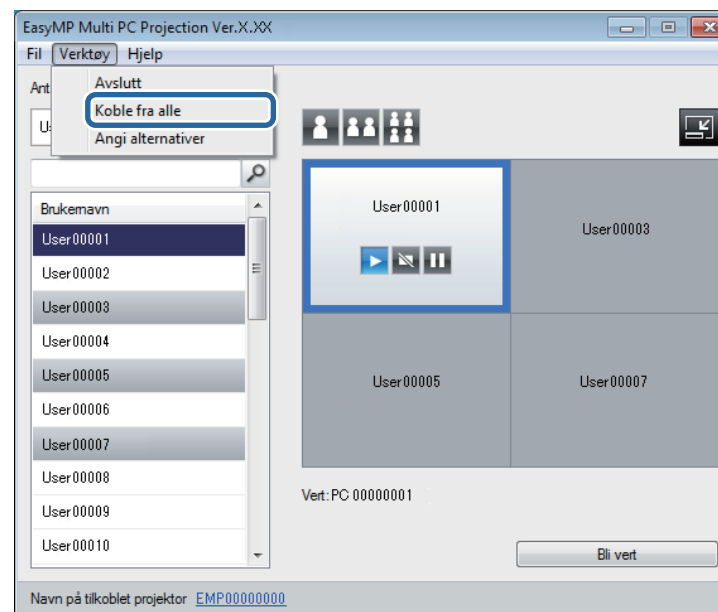 EasyMP Multi PC Projection Ver.X.XX
Fil Verktøy Hjelp
Avslutt
Koble fra alle
Angi alternativer
Ant
U
Brukernavn
User00001
User00002
User00003
User00004
User00005
User00006
User00007
User00008
User00009
User00010
User00001
User00003
User00005
User00007
Vert: PC 00000001
Bli vert
Navn på tilkoblet projektor EMP00000000